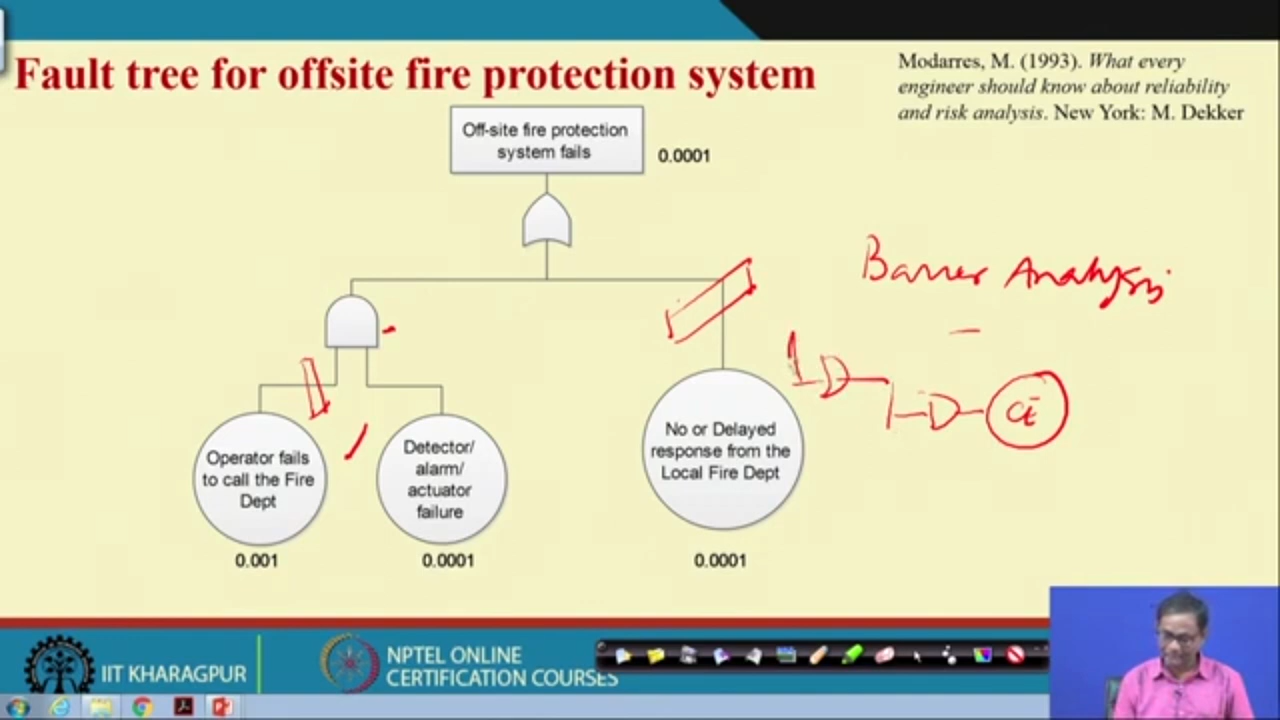 Fault tree for offsite fire protection system
Modarres, M. (1993). What every
engineer should know about reliability
and risk analysis. New York: M. Dekker
Off-site fire protection
system fails
0.0001
Barrier Analysis
Operator fails
to call the Fire
Dept
0.001
Detector/
alarm/
actuator
failure
0.0001
No or Delayed
response from the
Local Fire Dept
0.0001
IIT KHARAGPUR
NPTEL ONLINE
CERTIFICATION COURSES